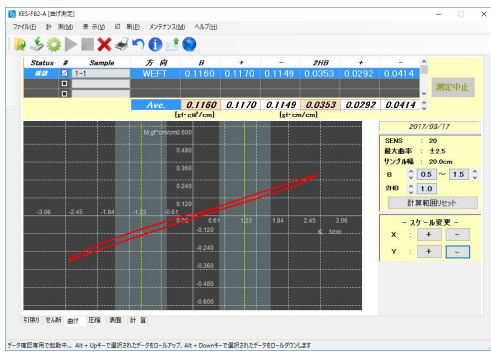 KES-FB2-A [曲げ測定]
ファイル(F) 計 測(M) 表 示(V) 印 刷(P) メンテナンス(M) ヘルプ(H)
Status # Sample 方 向 B + - 2HB + -
確認 1-1 WEFT 0.1160 0.1170 0.1149 0.0353 0.0292 0.0414
測定中止
Ave. 0.1160 0.1170 0.1149 0.0353 0.0292 0.0414
(gf・cm²/cm) (gf・cm/cm)
2017/03/17
M,gf*cm/cm0.600
0.480
0.360
0.240
0.120
0.00
-3.06 -2.45 -1.84 -1.23 -0.61 0.61 1.23 1.84 2.45 3.06
K, 1/cm
-0.120
-0.240
-0.360
-0.480
-0.600
SENS : 20
最大曲率 : ±2.5
サンプル幅 : 20.0cm
B 0.5 ~ 1.5
2HB 1.0
計算範囲リセット
- スケール変更 -
X : + -
Y : + -
引張り せん断 曲げ 圧縮 表面 計 算
データ確認専用で起動中... Alt + Upキーで選択されたデータをロールアップ、Alt + Downキーで選択されたデータをロールダウンします